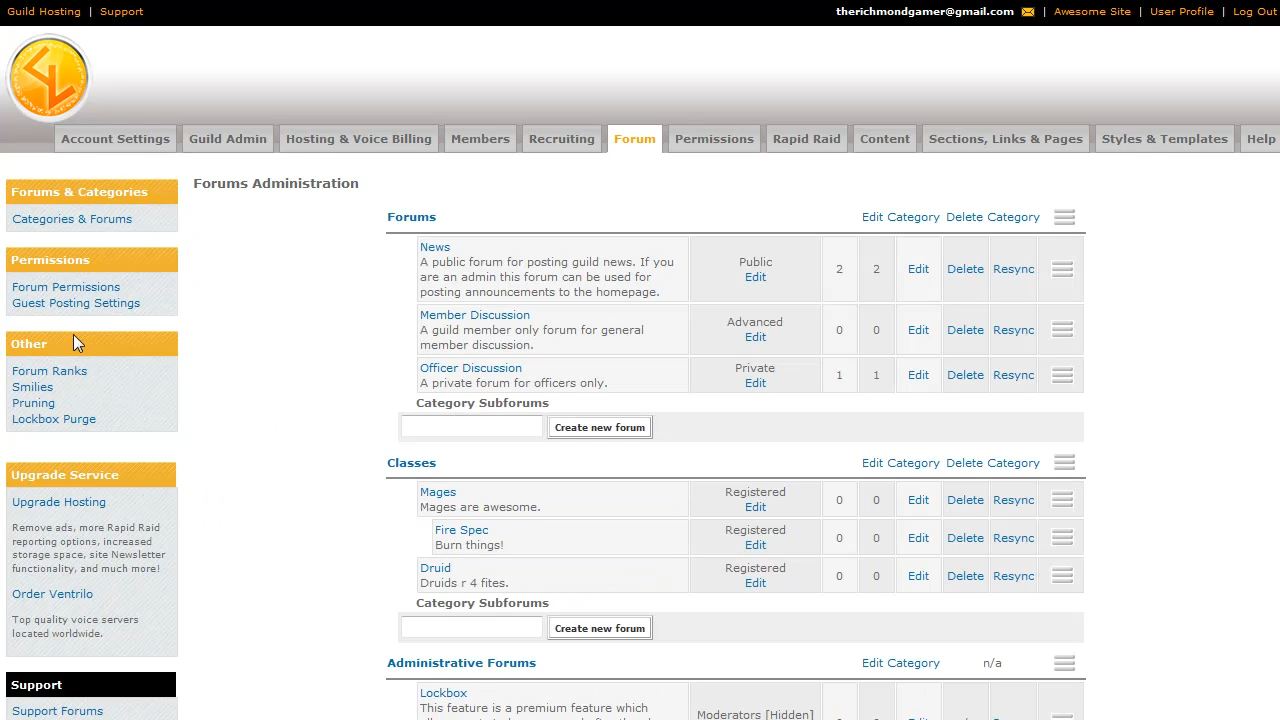 Guild Hosting | Support
therichmondgamer@gmail.com | Awesome Site | User Profile | Log Out
Account Settings Guild Admin Hosting & Voice Billing Members Recruiting Forum Permissions Rapid Raid Content Sections, Links & Pages Styles & Templates Help
Forums & Categories
Categories & Forums
Permissions
Forum Permissions
Guest Posting Settings
Other
Forum Ranks
Smilies
Pruning
Lockbox Purge
Upgrade Service
Upgrade Hosting
Remove ads, more Rapid Raid
reporting options, increased
storage space, site Newsletter
functionality, and much more!
Order Ventrilo
Top quality voice servers
located worldwide.
Support
Support Forums
Forums Administration
Forums Edit Category Delete Category
News
A public forum for posting guild news. If you
are an admin this forum can be used for
posting announcements to the homepage.
Public
Edit
2 2 Edit Delete Resync
Member Discussion
A guild member only forum for general
member discussion.
Advanced
Edit
0 0 Edit Delete Resync
Officer Discussion
A private forum for officers only.
Private
Edit
1 1 Edit Delete Resync
Category Subforums
Create new forum
Classes Edit Category Delete Category
Mages
Mages are awesome.
Registered
Edit
0 0 Edit Delete Resync
Fire Spec
Burn things!
Registered
Edit
0 0 Edit Delete Resync
Druid
Druids r 4 fites.
Registered
Edit
0 0 Edit Delete Resync
Category Subforums
Create new forum
Administrative Forums Edit Category n/a
Lockbox
This feature is a premium feature which
Moderators [Hidden]